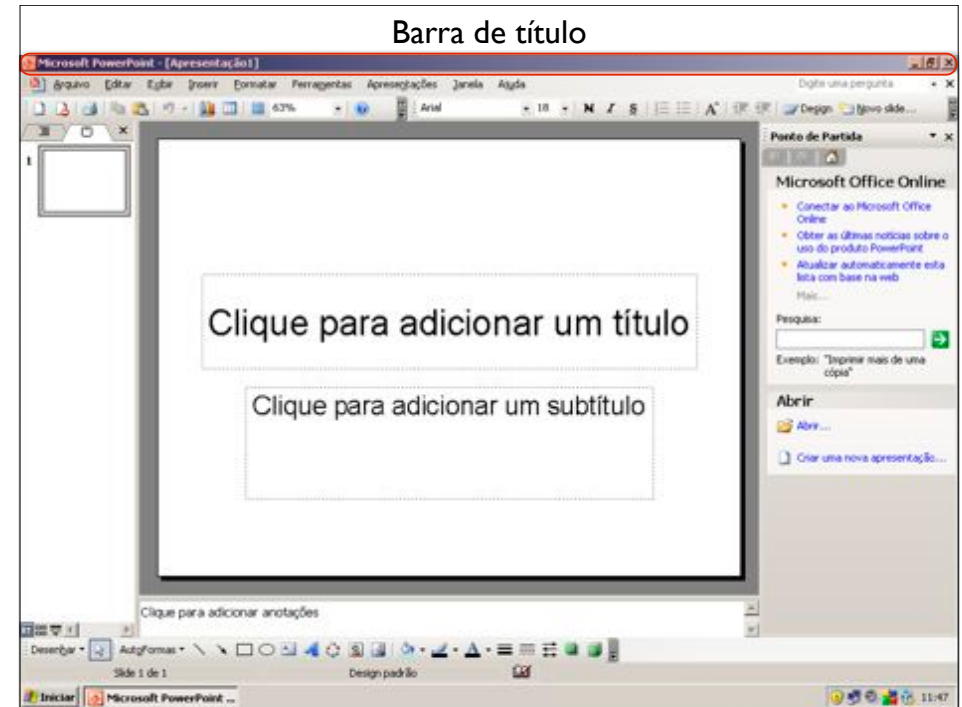 Barra de título
Microsoft PowerPoint - [Apresentação1]
Arquivo Editar Exibir Inserir Formatar Ferramentas Apresentações Janela Ajuda Digite uma pergunta
63% Arial 18 N I S Design Novo slide...
Ponto de Partida
1
Microsoft Office Online
Conectar ao Microsoft Office
Online
Obter as últimas notícias sobre o
uso do produto PowerPoint
Atualizar automaticamente esta
lista com base na web
Mais...
Pesquisa:
Exemplo: "Imprimir mais de uma
cópia"
Abrir
Abrir...
Criar uma nova apresentação...
Clique para adicionar um título
Clique para adicionar um subtítulo
Clique para adicionar anotações
Desenhar AutoFormas
Slide 1 de 1 Design padrão
Iniciar Microsoft PowerPoint ... 11:47